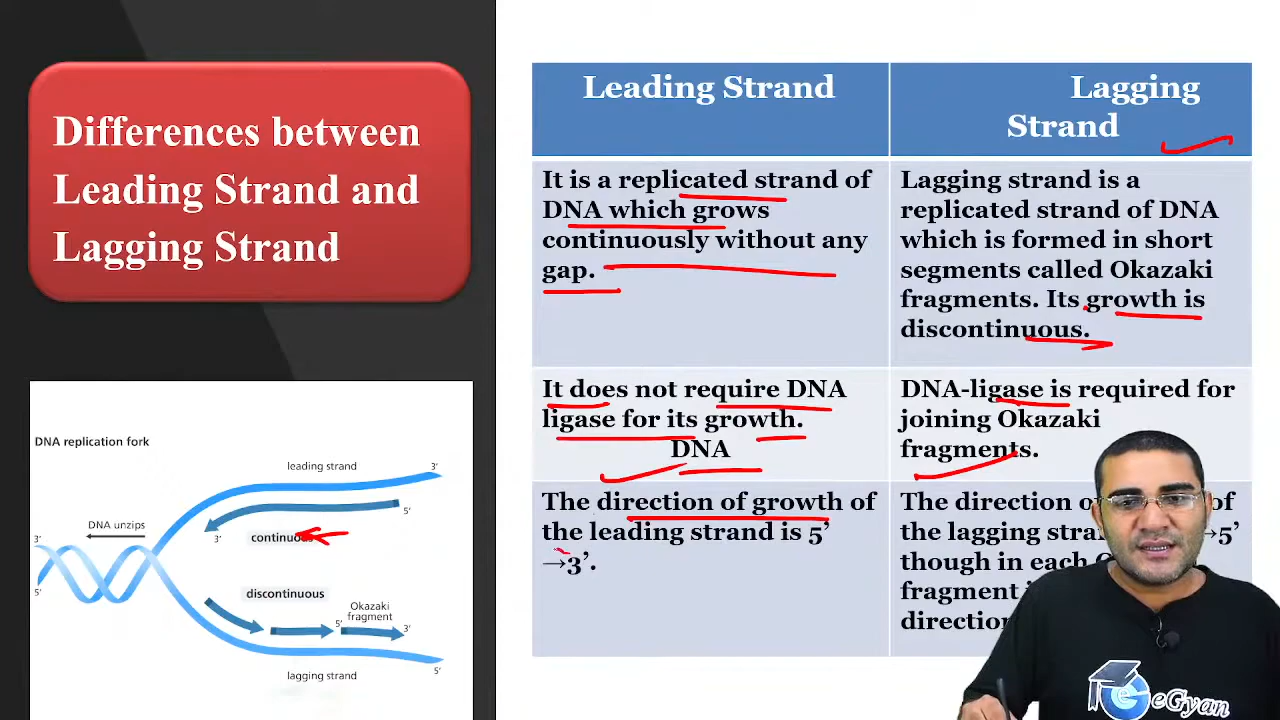 Differences between
Leading Strand and
Lagging Strand
DNA replication fork
leading strand
3'
5'
DNA unzips
3'
3'
continuous
5'
discontinuous
Okazaki
fragment
5'
3'
lagging strand
5'
Leading Strand
Lagging
Strand
It is a replicated strand of
DNA which grows
continuously without any
gap.
Lagging strand is a
replicated strand of DNA
which is formed in short
segments called Okazaki
fragments. Its growth is
discontinuous.
It does not require DNA
ligase for its growth.
DNA
DNA-ligase is required for
joining Okazaki
fragments.
The direction of growth of
the leading strand is 5’
→3’.
The direction of
the lagging →5’
though in each
fragment
direction
eGyan